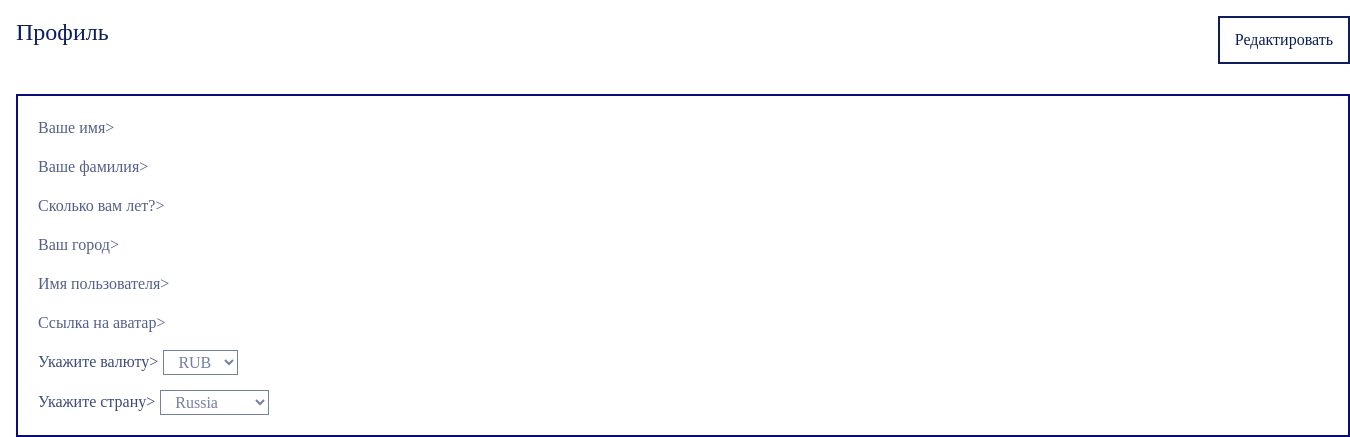 Профиль
Редактировать
Ваше имя>
Ваше фамилия>
Сколько вам лет?>
Ваш город>
Имя пользователя>
Ссылка на аватар>
Укажите валюту> RUB
Укажите страну> Russia